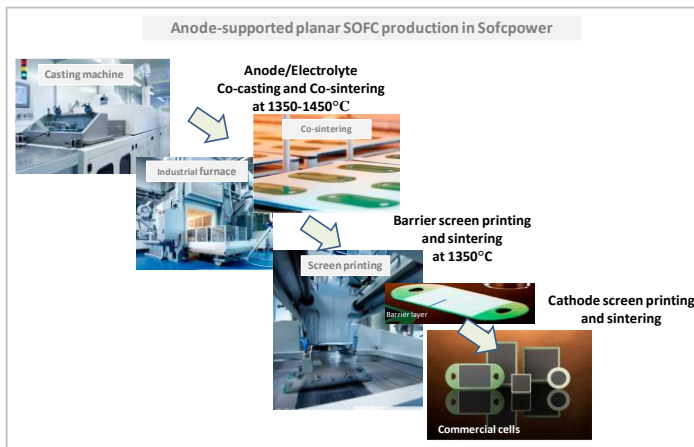 Anode-supported planar SOFC production in Sofcpower
Casting machine
Anode/Electrolyte
Co-casting and Co-sintering
at 1350-1450°C
Co-sintering
Industrial furnace
Barrier screen printing
and sintering
at 1350°C
Screen printing
Barrier layer
Cathode screen printing
and sintering
Commercial cells